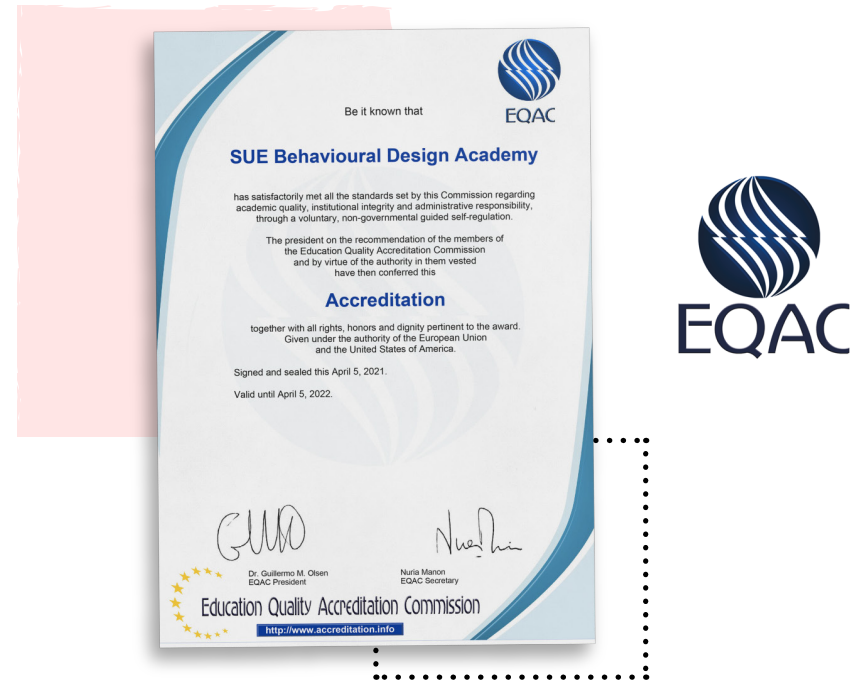 EQAC
Be it known that
SUE Behavioural Design Academy
has satisfactorily met all the standards set by this Commission regarding
academic quality, institutional integrity and administrative responsibility,
through a voluntary, non-governmental guided self-regulation.
The president on the recommendation of the members of
the Education Quality Accreditation Commission
and by virtue of the authority in them vested
have then conferred this
Accreditation
together with all rights, honors and dignity pertinent to the award.
Given under the authority of the European Union
and the United States of America.
Signed and sealed this April 5, 2021.
Valid until April 5, 2022.
Dr. Guillermo M. Olsen
EQAC President
Nuria Manon
EQAC Secretary
Education Quality Accreditation Commission
http://www.accreditation.info
EQAC